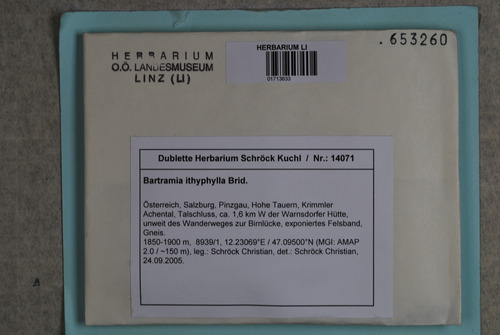 . 653260
HERBARIUM
O.Ö. LANDESMUSEUM
LINZ (LI)
HERBARIUM LI
01713633
Dublette Herbarium Schröck Kuchl / Nr.: 14071
Bartramia ithyphylla Brid.
Österreich, Salzburg, Pinzgau, Hohe Tauern, Krimmler
Achental, Talschluss, ca. 1,6 km W der Warnsdorfer Hütte,
unweit des Wanderweges zur Birnlücke, exponiertes Felsband,
Gneis.
1850-1900 m, 8939/1, 12.23069°E / 47.09500°N (MGI: AMAP
2.0 / ~150 m), leg.: Schröck Christian, det.: Schröck Christian,
24.09.2005.